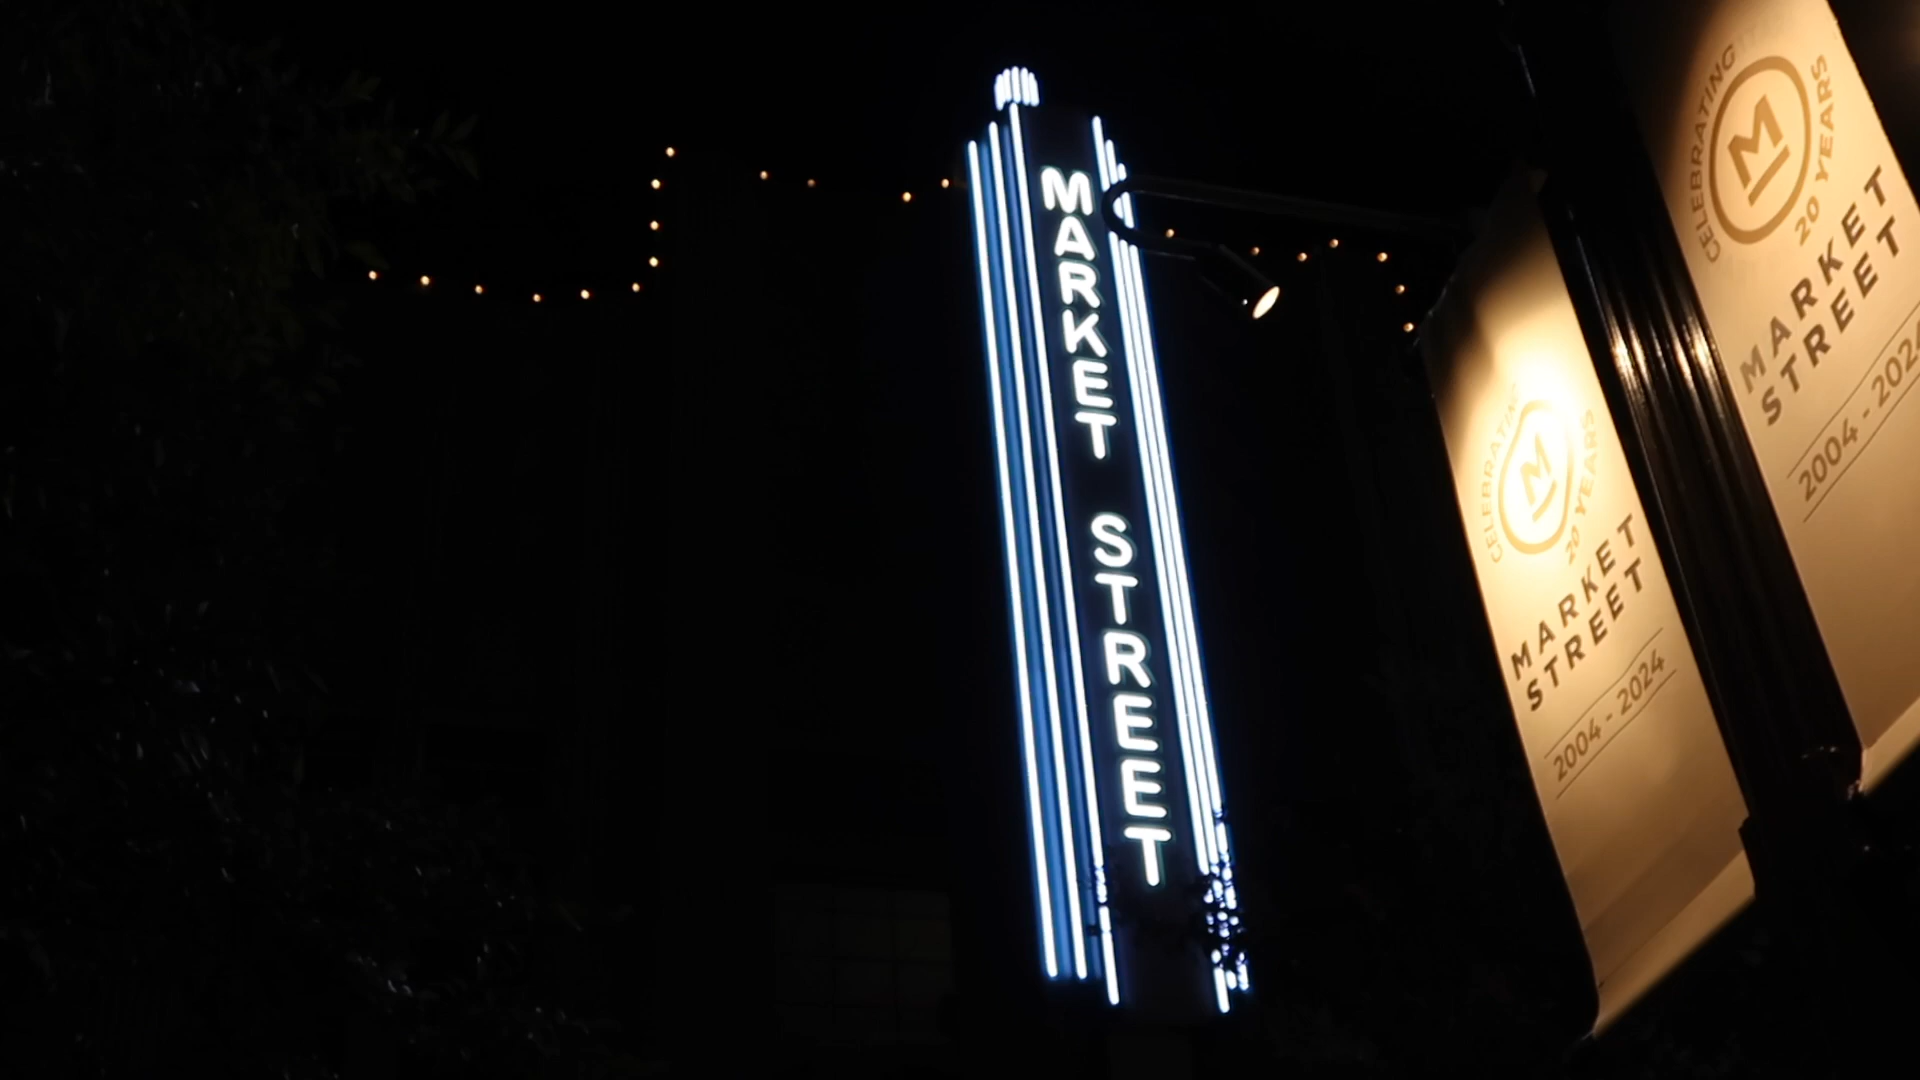 MARKET STREET
CELEBRATING 20 YEARS
M
MARKET
STREET
2004 - 2024
CELEBRATING 20 YEARS
M
MARKET
STREET
2004 - 2024